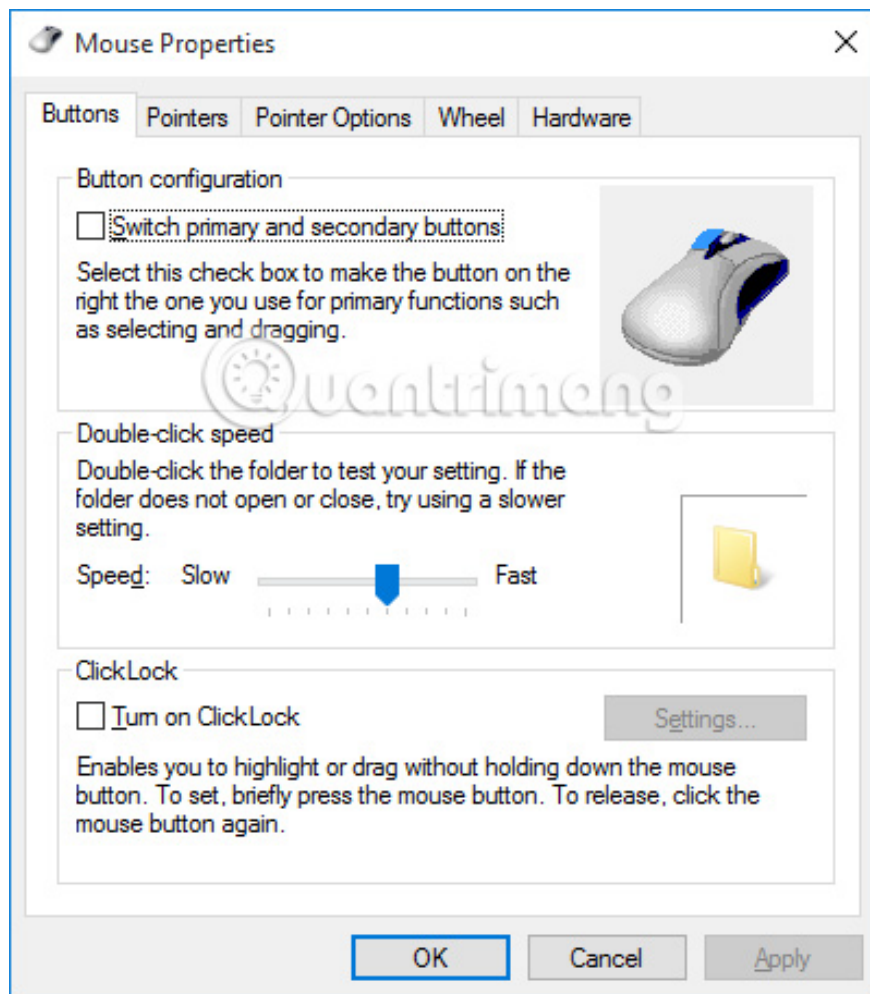 Mouse Properties
Buttons Pointers Pointer Options Wheel Hardware
Button configuration
Switch primary and secondary buttons
Select this check box to make the button on the
right the one you use for primary functions such
as selecting and dragging.
Quantrimang
Double-click speed
Double-click the folder to test your setting. If the
folder does not open or close, try using a slower
setting.
Speed: Slow Fast
ClickLock
Turn on ClickLock Settings...
Enables you to highlight or drag without holding down the mouse
button. To set, briefly press the mouse button. To release, click the
mouse button again.
OK Cancel Apply